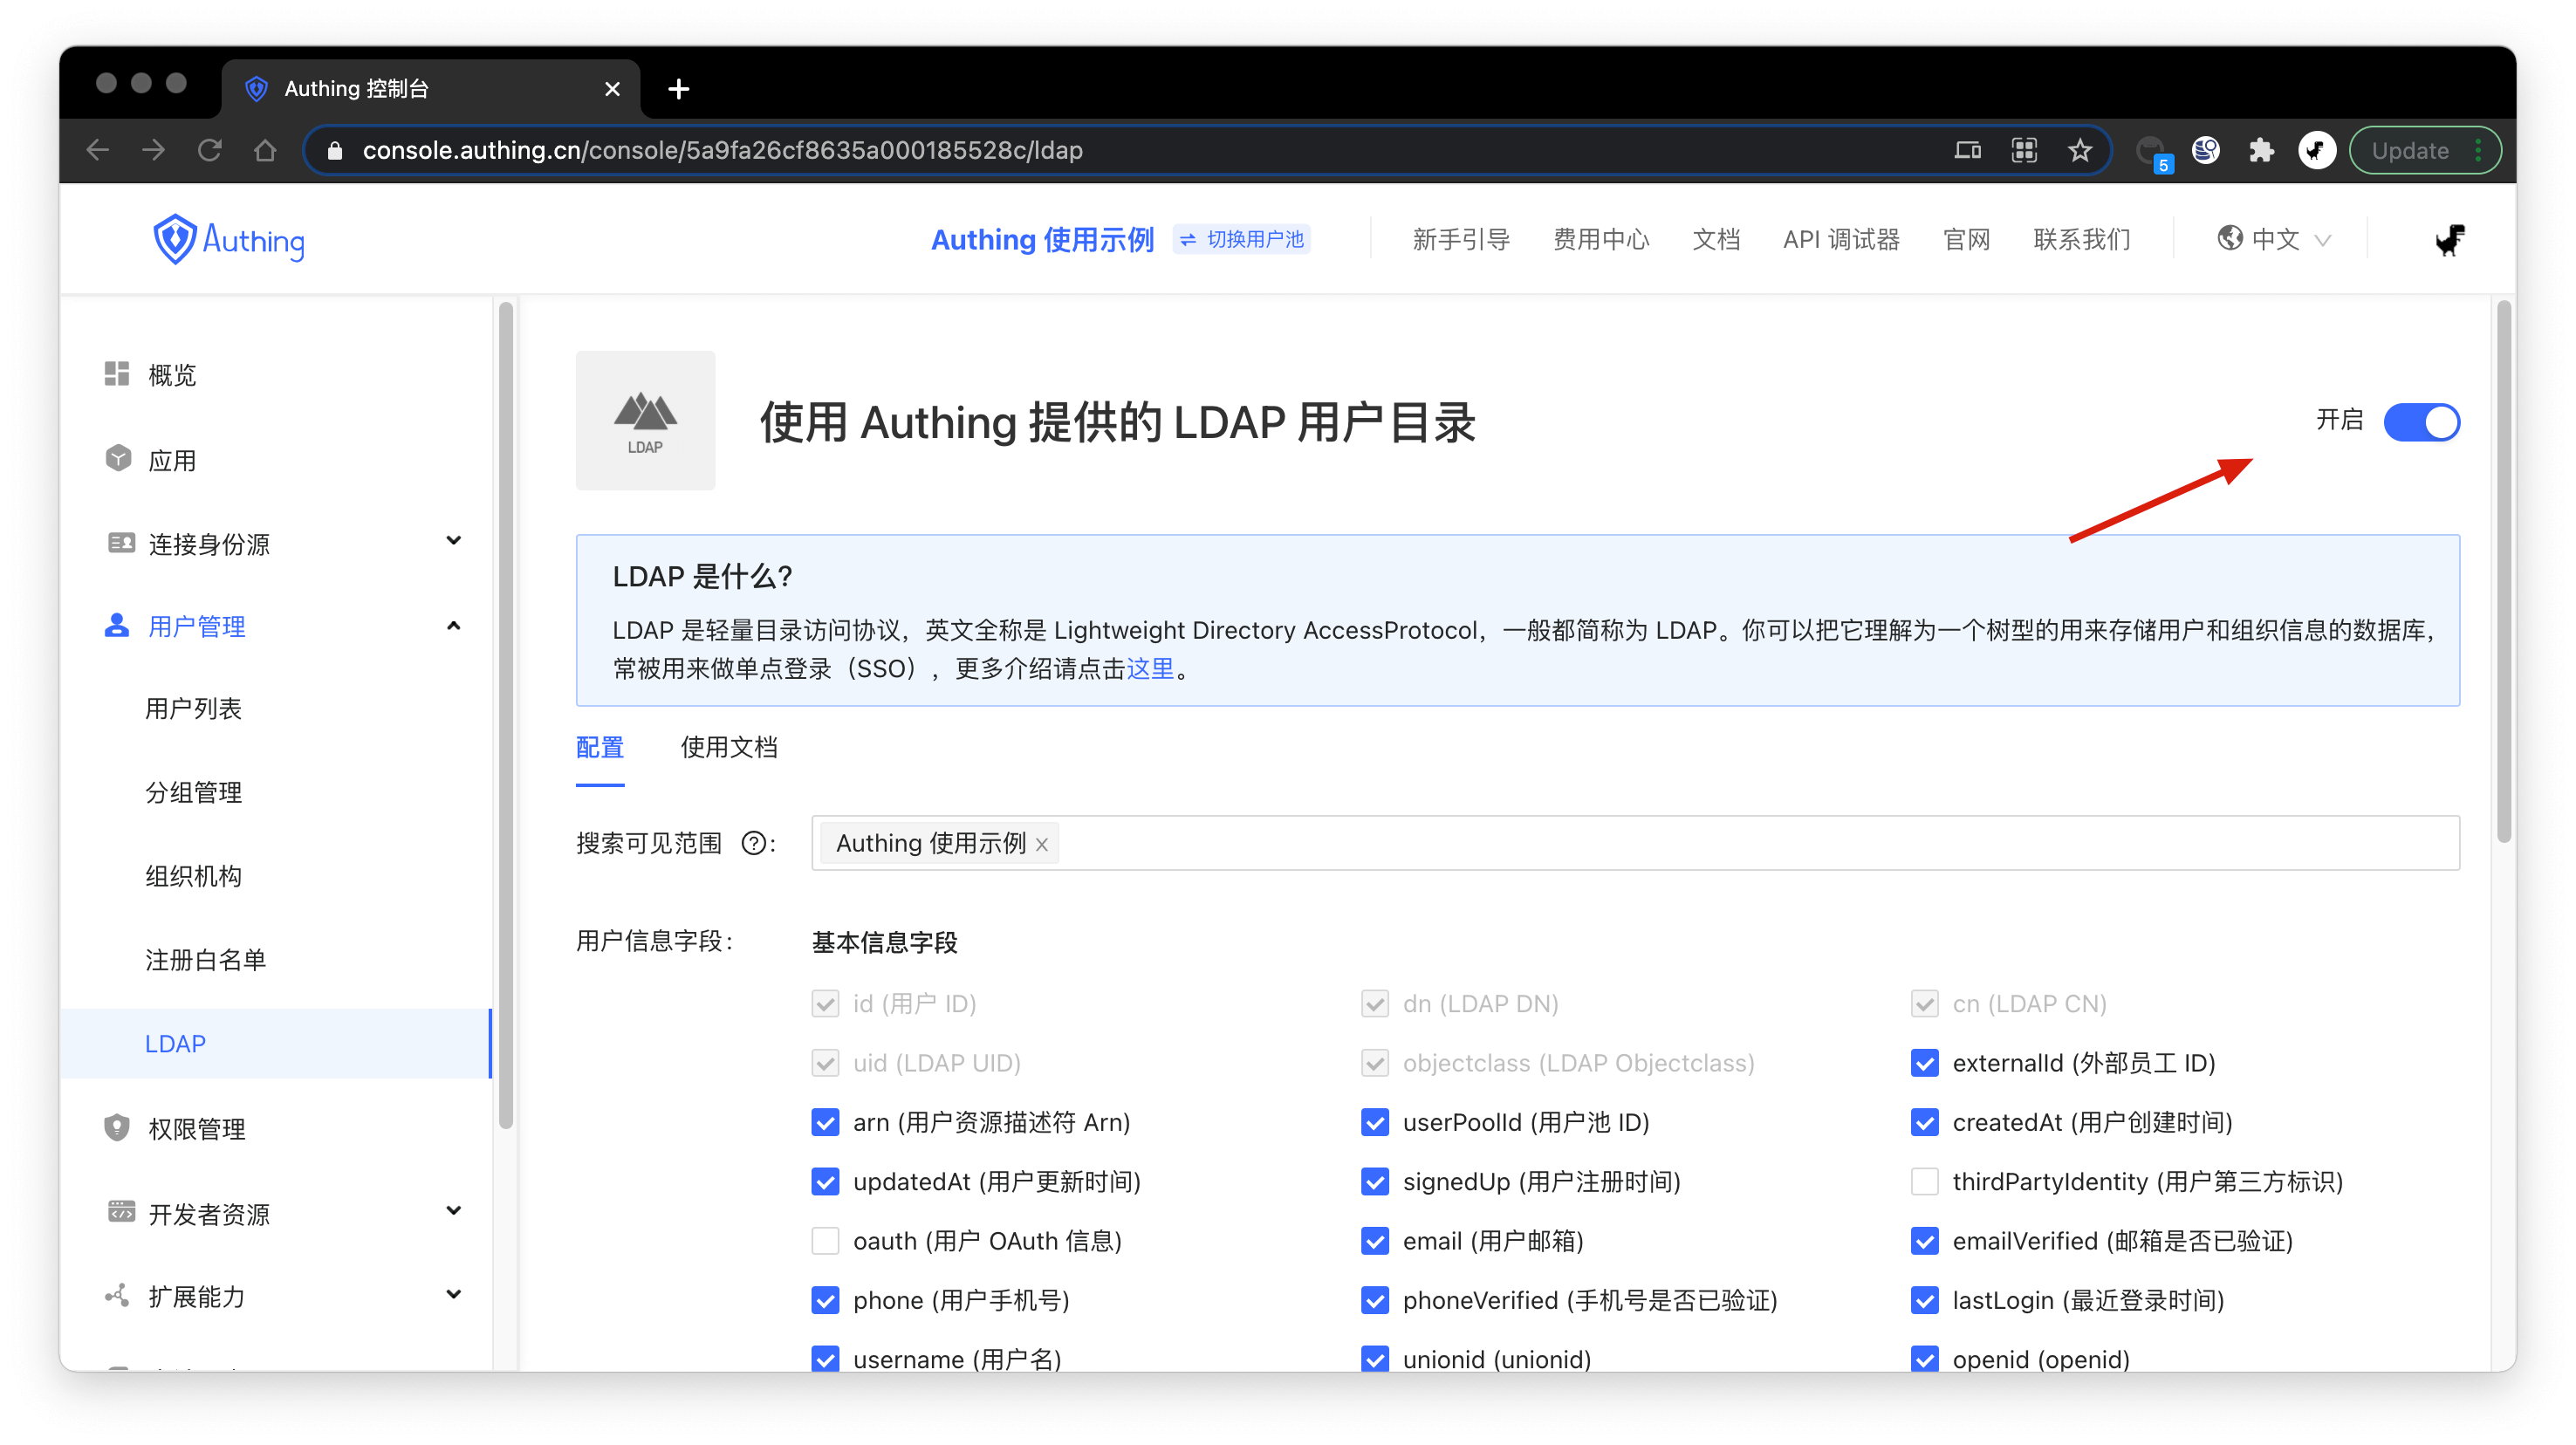 Authing 控制台
console.authing.cn/console/5a9fa26cf8635a000185528c/ldap
5
Update
Authing
Authing 使用示例
切换用户池
新手引导
费用中心
文档
API 调试器
官网
联系我们
中文
概览
应用
连接身份源
用户管理
用户列表
分组管理
组织机构
注册白名单
LDAP
权限管理
开发者资源
扩展能力
LDAP
使用 Authing 提供的 LDAP 用户目录
开启
LDAP 是什么?
LDAP 是轻量目录访问协议，英文全称是 Lightweight Directory AccessProtocol，一般都简称为 LDAP。你可以把它理解为一个树型的用来存储用户和组织信息的数据库，
常被用来做单点登录（SSO），更多介绍请点击这里。
配置
使用文档
搜索可见范围 ?:
Authing 使用示例
用户信息字段:
基本信息字段
id (用户 ID)
dn (LDAP DN)
cn (LDAP CN)
uid (LDAP UID)
objectclass (LDAP Objectclass)
externalId (外部员工 ID)
arn (用户资源描述符 Arn)
userPoolId (用户池 ID)
createdAt (用户创建时间)
updatedAt (用户更新时间)
signedUp (用户注册时间)
thirdPartyIdentity (用户第三方标识)
oauth (用户 OAuth 信息)
email (用户邮箱)
emailVerified (邮箱是否已验证)
phone (用户手机号)
phoneVerified (手机号是否已验证)
lastLogin (最近登录时间)
username (用户名)
unionid (unionid)
openid (openid)